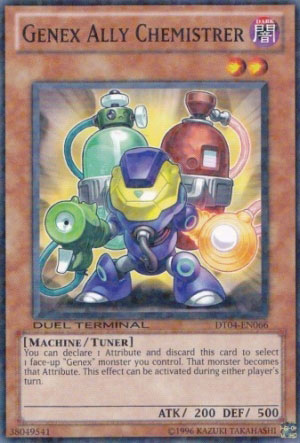 GENEX ALLY CHEMISTRER
DARK
闇
DUEL TERMINAL
DT04-EN066
[MACHINE / TUNER]
You can declare 1 Attribute and discard this card to select
1 face-up "Genex" monster you control. That monster becomes
that Attribute. This effect can be activated during either player's
turn.
ATK/ 200 DEF/ 500
38049541
©1996 KAZUKI TAKAHASHI